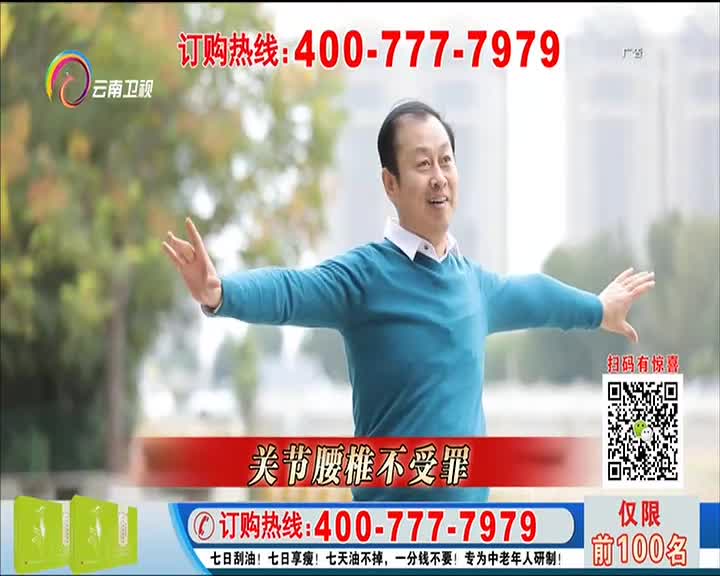 订购热线:400-777-7979
广告
云南卫视
扫码有惊喜
关节腰椎不受罪
订购热线:400-777-7979
仅限
前100名
七日刮油!七日享瘦!七天油不掉,一分钱不要!专为中老年人研制!